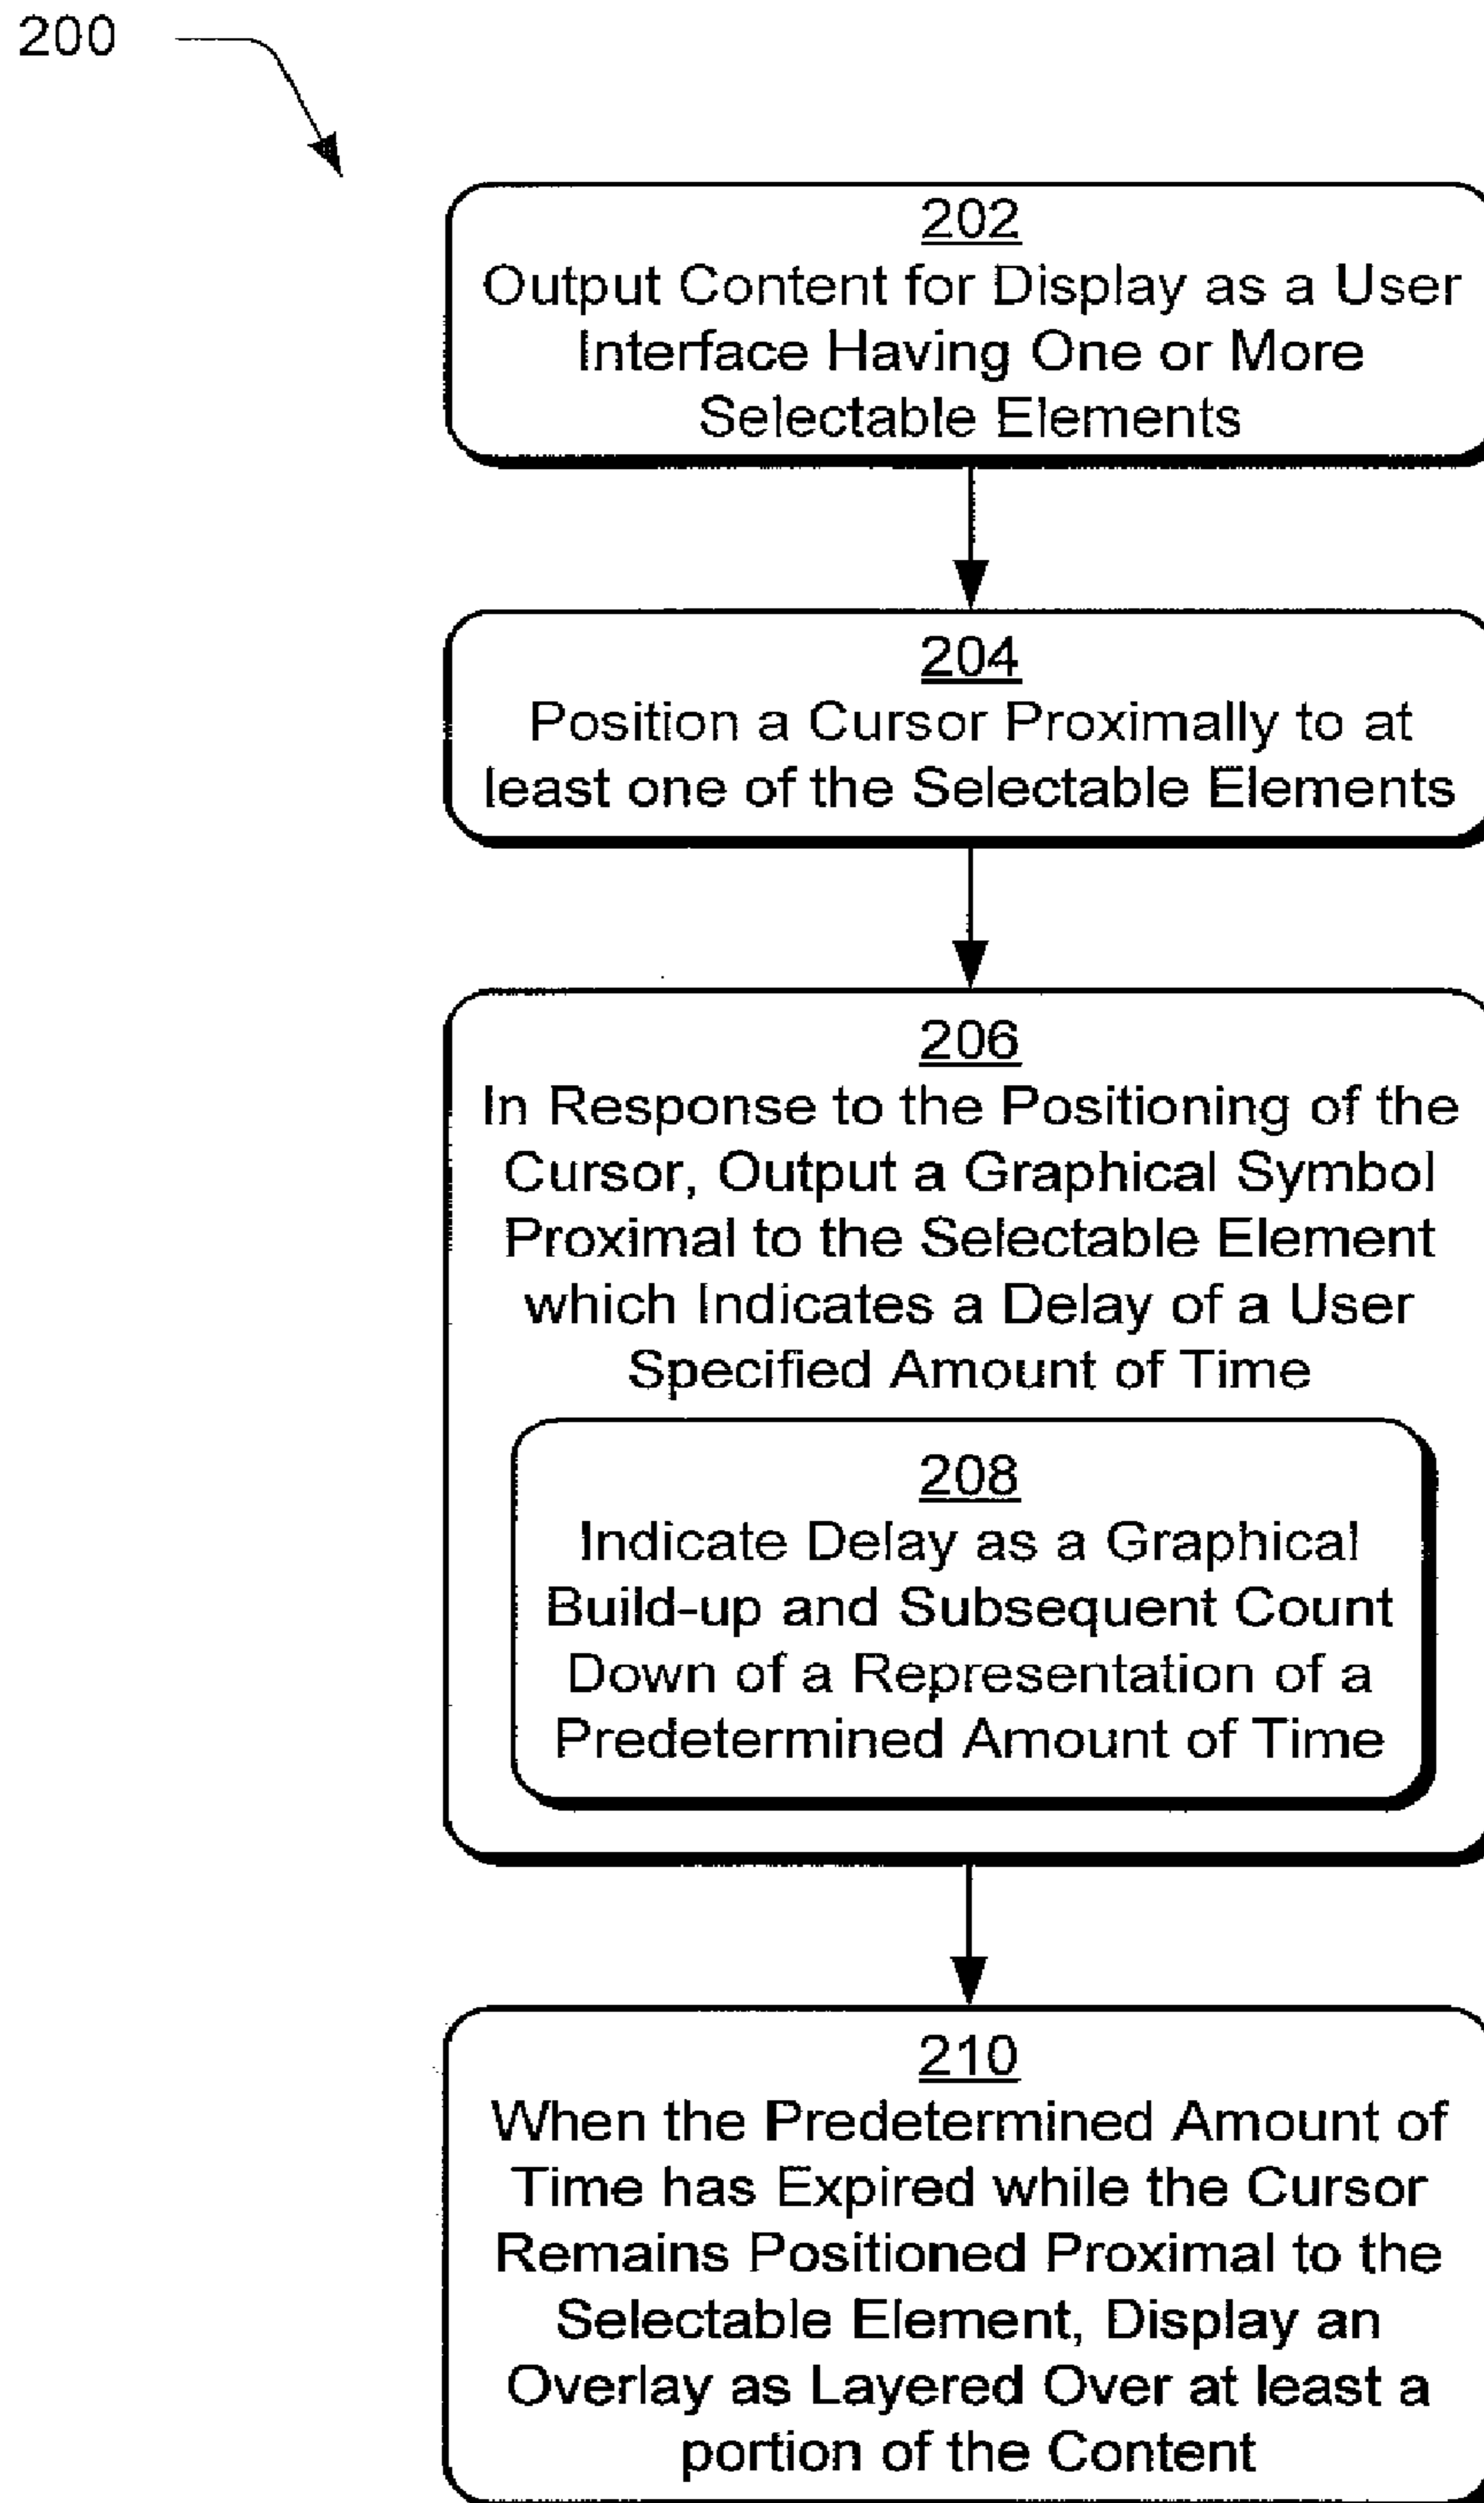 200
202
Output Content for Display as a User
Interface Having One or More
Selectable Elements
204
Position a Cursor Proximally to at
least one of the Selectable Elements
206
In Response to the Positioning of the
Cursor, Output a Graphical Symbol
Proximal to the Selectable Element
which Indicates a Delay of a User
Specified Amount of Time
208
Indicate Delay as a Graphical
Build-up and Subsequent Count
Down of a Representation of a
Predetermined Amount of Time
210
When the Predetermined Amount of
Time has Expired while the Cursor
Remains Positioned Proximal to the
Selectable Element, Display an
Overlay as Layered Over at least a
portion of the Content